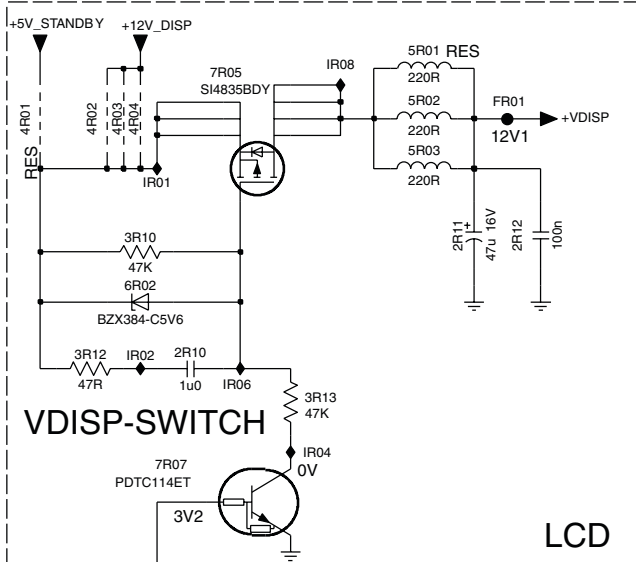 +5V_STANDBY
+12V_DISP
4R01
RES
4R02
4R03
4R04
IR01
7R05
SI4835BDY
IR08
5R01 RES
220R
5R02
220R
5R03
220R
FR01
12V1
+VDISP
2R11
+
47u 16V
2R12
100n
3R10
47K
6R02
BZX384-C5V6
3R12
47R
IR02
2R10
1u0
IR06
3R13
47K
VDISP-SWITCH
IR04
0V
7R07
PDTC114ET
3V2
LCD